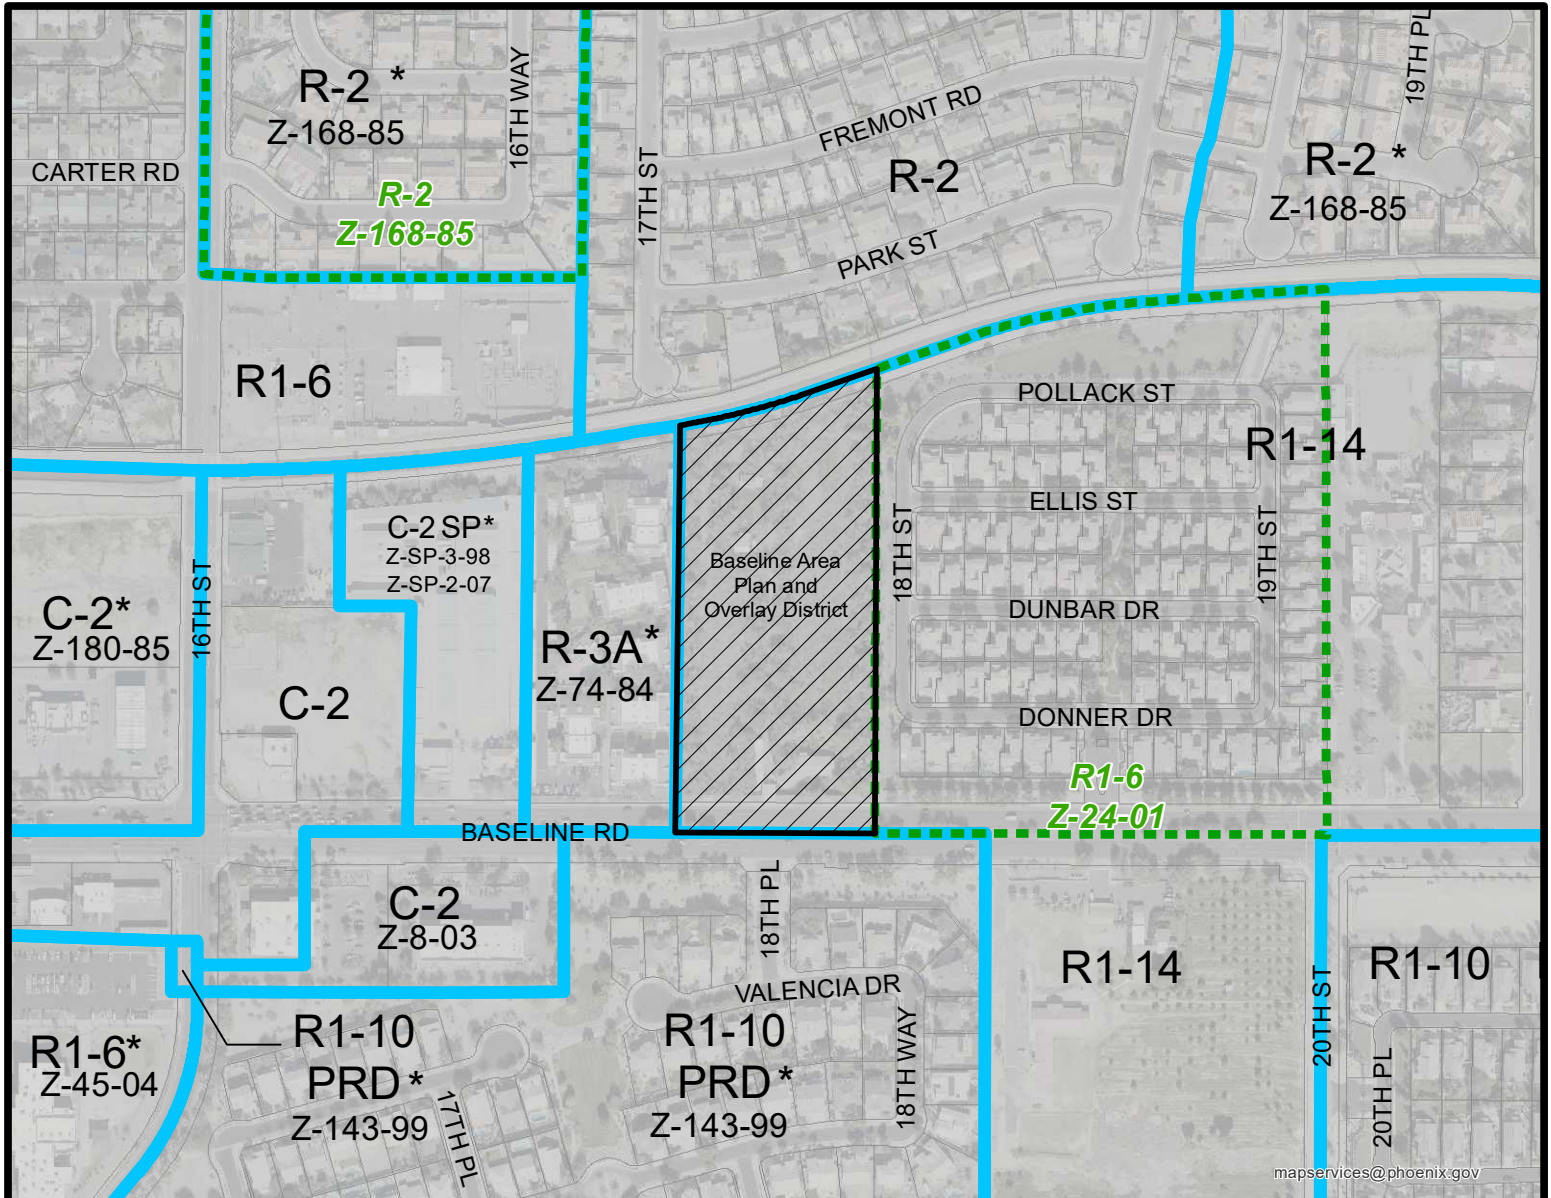 R-2 *
Z-168-85
16TH WAY
19TH PL
CARTER RD
R-2
Z-168-85
17TH ST
FREMONT RD
R-2
R-2 *
Z-168-85
PARK ST
R1-6
POLLACK ST
R1-14
ELLIS ST
C-2 SP*
Z-SP-3-98
Z-SP-2-07
16TH ST
Baseline Area
Plan and
Overlay District
18TH ST
19TH ST
C-2*
Z-180-85
DUNBAR DR
R-3A*
Z-74-84
C-2
DONNER DR
R1-6
Z-24-01
BASELINE RD
C-2
Z-8-03
18TH PL
R1-14
R1-10
VALENCIA DR
R1-6*
Z-45-04
R1-10
PRD *
Z-143-99
17TH PL
R1-10
PRD *
Z-143-99
18TH WAY
20TH ST
20TH PL
mapservices@phoenix.gov